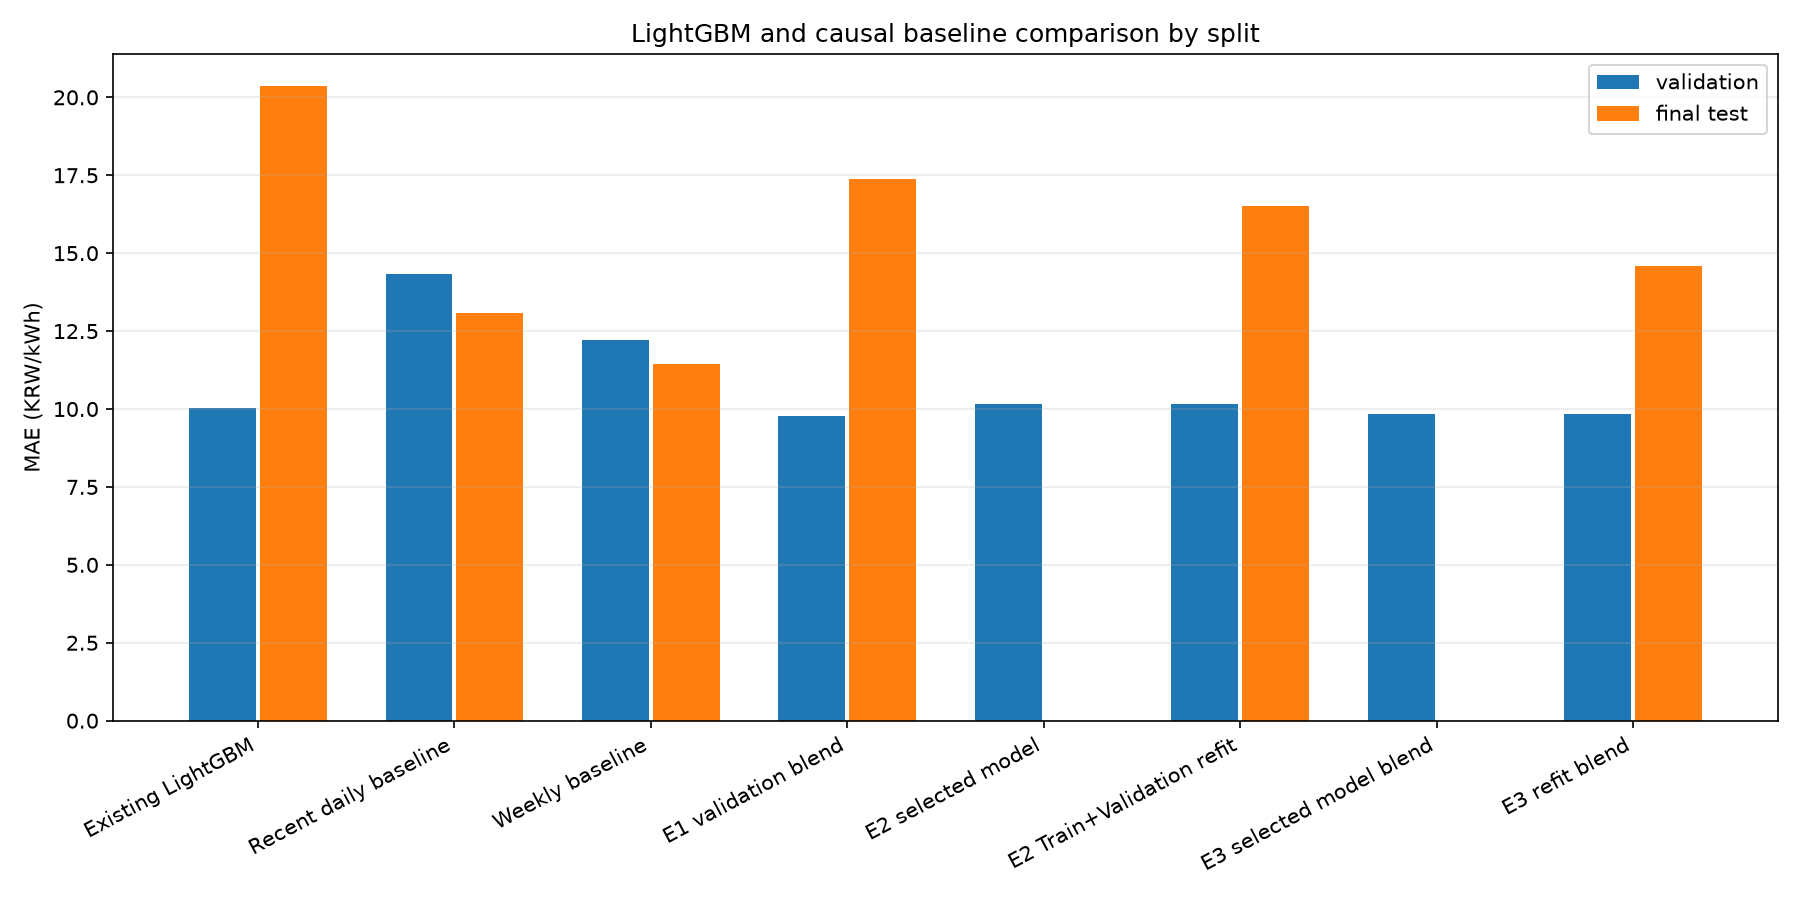 LightGBM and causal baseline comparison by split
validation
final test
MAE (KRW/kWh)
20.0
17.5
15.0
12.5
10.0
7.5
5.0
2.5
0.0
Existing LightGBM
Recent daily baseline
Weekly baseline
E1 validation blend
E2 selected model
E2 Train+Validation refit
E3 selected model blend
E3 refit blend